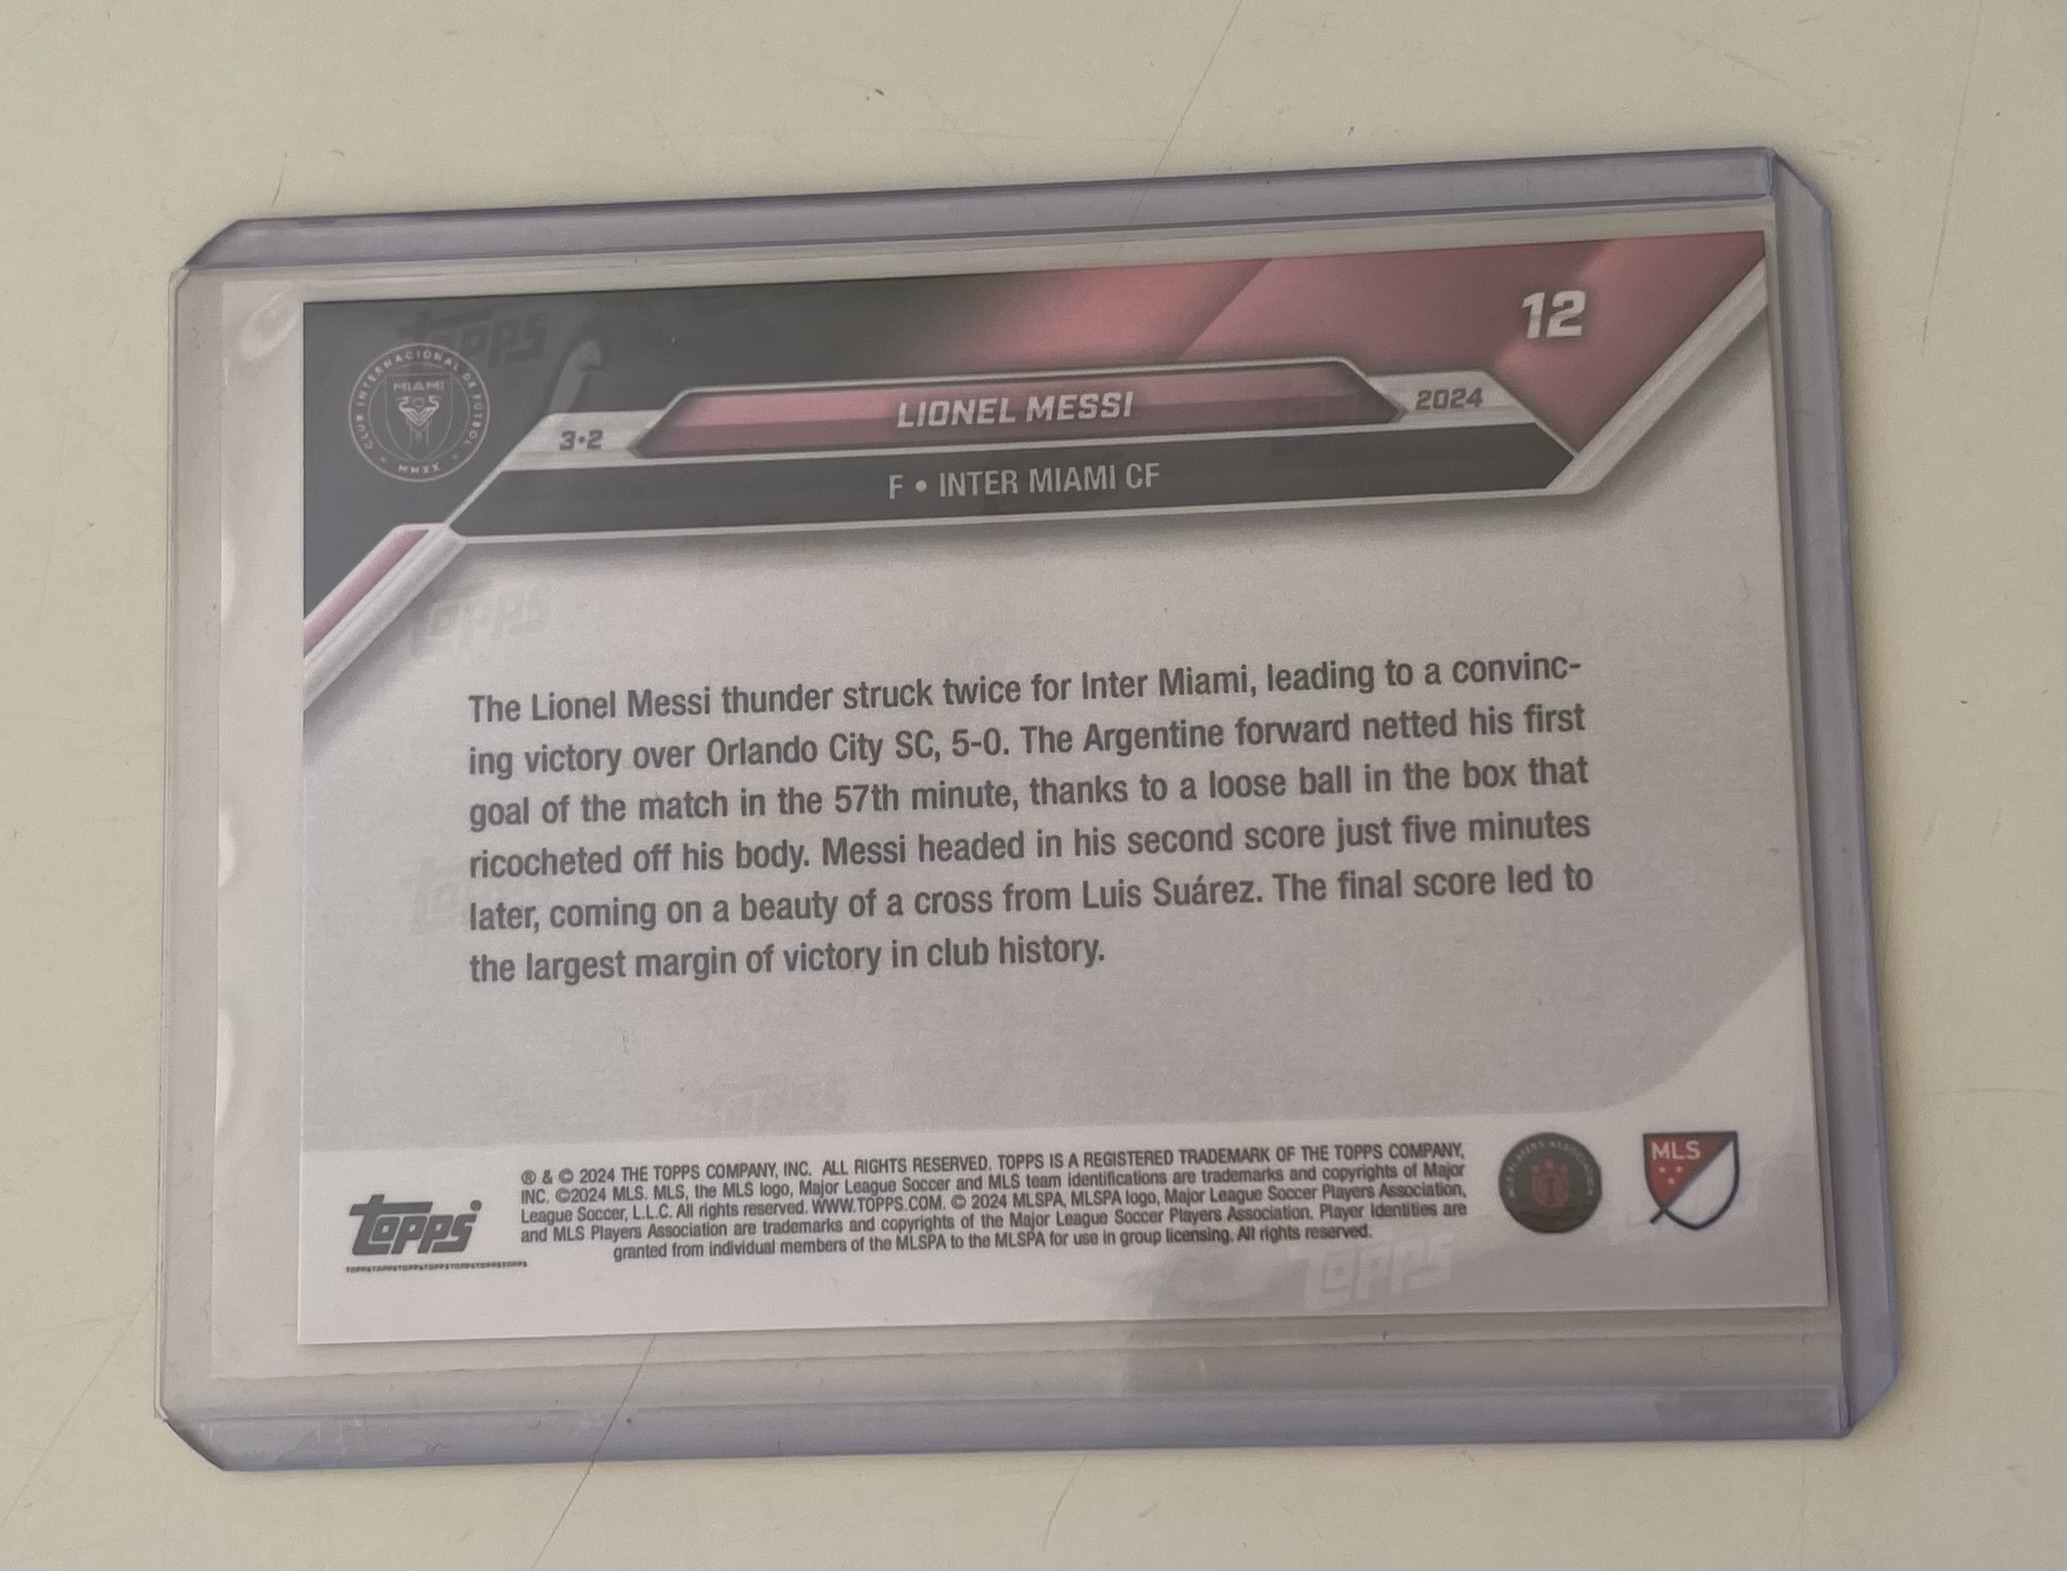 12
CLUB INTERNACIONAL DE FÚTBOL
MIAMI
MMXX
3•2 LIONEL MESSI 2024
F • INTER MIAMI CF
The Lionel Messi thunder struck twice for Inter Miami, leading to a convinc-
ing victory over Orlando City SC, 5-0. The Argentine forward netted his first
goal of the match in the 57th minute, thanks to a loose ball in the box that
ricocheted off his body. Messi headed in his second score just five minutes
later, coming on a beauty of a cross from Luis Suárez. The final score led to
the largest margin of victory in club history.
® & © 2024 THE TOPPS COMPANY, INC. ALL RIGHTS RESERVED. TOPPS IS A REGISTERED TRADEMARK OF THE TOPPS COMPANY,
INC. ©2024 MLS. MLS, the MLS logo, Major League Soccer and MLS team identifications are trademarks and copyrights of Major
League Soccer, L.L.C. All rights reserved. WWW.TOPPS.COM. © 2024 MLSPA, MLSPA logo, Major League Soccer Players Association,
and MLS Players Association are trademarks and copyrights of the Major League Soccer Players Association. Player Identities are
granted from individual members of the MLSPA to the MLSPA for use in group licensing. All rights reserved.
topps
TOPPSTOPPSTOPPSTOPPSTOPPSTOPPSTOPPS
MLS